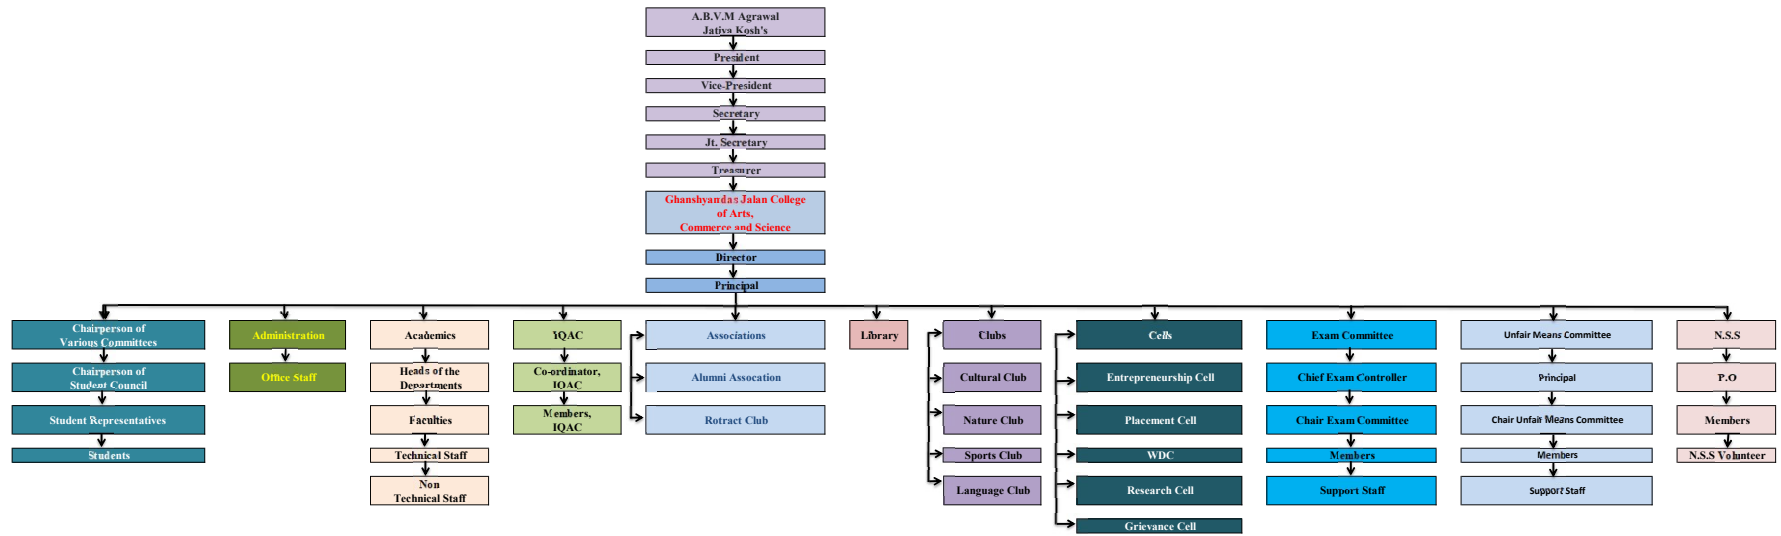 A.B.V.M Agrawal
Jatiya Kosh's
President
Vice-President
Secretary
Jt. Secretary
Treasurer
Ghanshyamdas Jalan College
of Arts,
Commerce and Science
Director
Principal
Chairperson of
Various Committees
Chairperson of
Student Council
Student Representatives
Students
Administration
Office Staff
Academics
Heads of the
Departments
Faculties
Technical Staff
Non
Technical Staff
IQAC
Co-ordinator,
IQAC
Members,
IQAC
Associations
Alumni Assocation
Rotract Club
Library
Clubs
Cultural Club
Nature Club
Sports Club
Language Club
Cells
Entrepreneurship Cell
Placement Cell
WDC
Research Cell
Grievance Cell
Exam Committee
Chief Exam Controller
Chair Exam Committee
Members
Support Staff
Unfair Means Committee
Principal
Chair Unfair Means Committee
Members
Support Staff
N.S.S
P.O
Members
N.S.S Volunteer